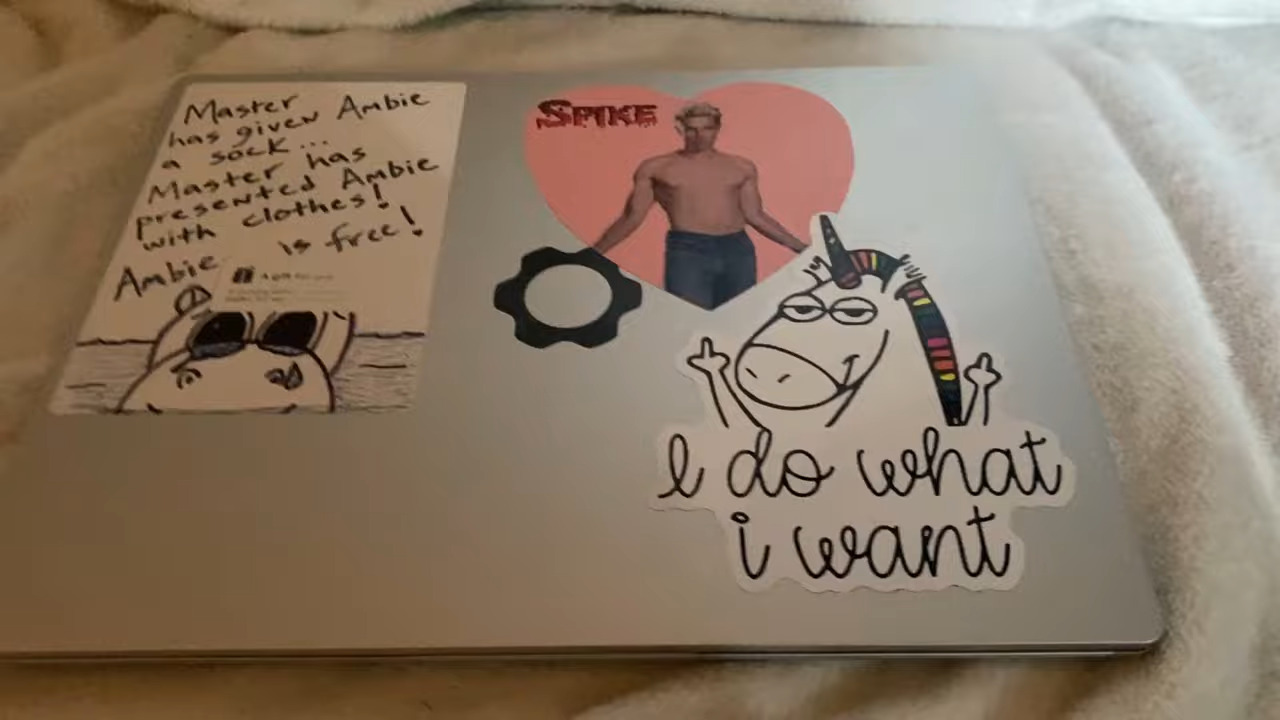 Master
has given Ambie
a sock...
Master has
presented Ambie
with clothes!
Ambie is free!
SPIKE
I do what
i want